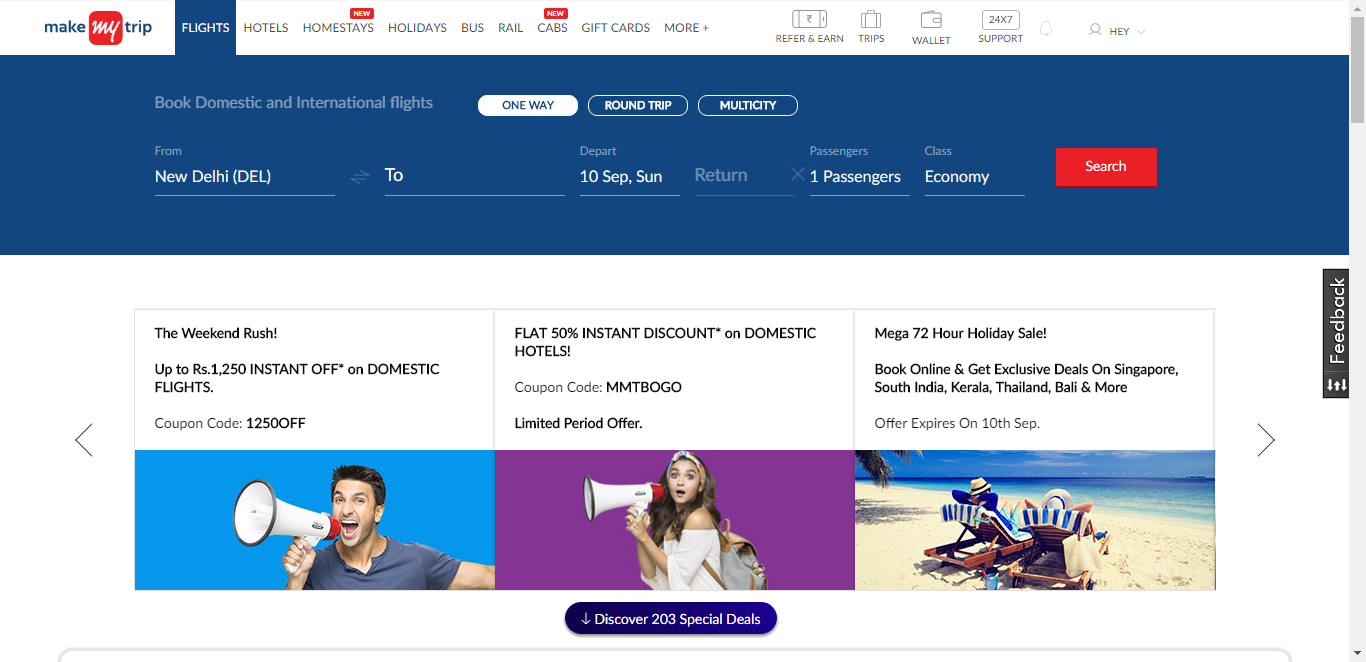 make my trip
FLIGHTS
HOTELS
NEW
HOMESTAYS
HOLIDAYS
BUS
RAIL
NEW
CABS
GIFT CARDS
MORE +
₹
REFER & EARN
TRIPS
WALLET
24X7
SUPPORT
HEY
Book Domestic and International flights
ONE WAY
ROUND TRIP
MULTICITY
From
New Delhi (DEL)
To
Depart
10 Sep, Sun
Return
Passengers
1 Passengers
Class
Economy
Search
Feedback
The Weekend Rush!
Up to Rs.1,250 INSTANT OFF* on DOMESTIC
FLIGHTS.
Coupon Code: 1250OFF
FLAT 50% INSTANT DISCOUNT* on DOMESTIC
HOTELS!
Coupon Code: MMTBOGO
Limited Period Offer.
Mega 72 Hour Holiday Sale!
Book Online & Get Exclusive Deals On Singapore,
South India, Kerala, Thailand, Bali & More
Offer Expires On 10th Sep.
↓ Discover 203 Special Deals